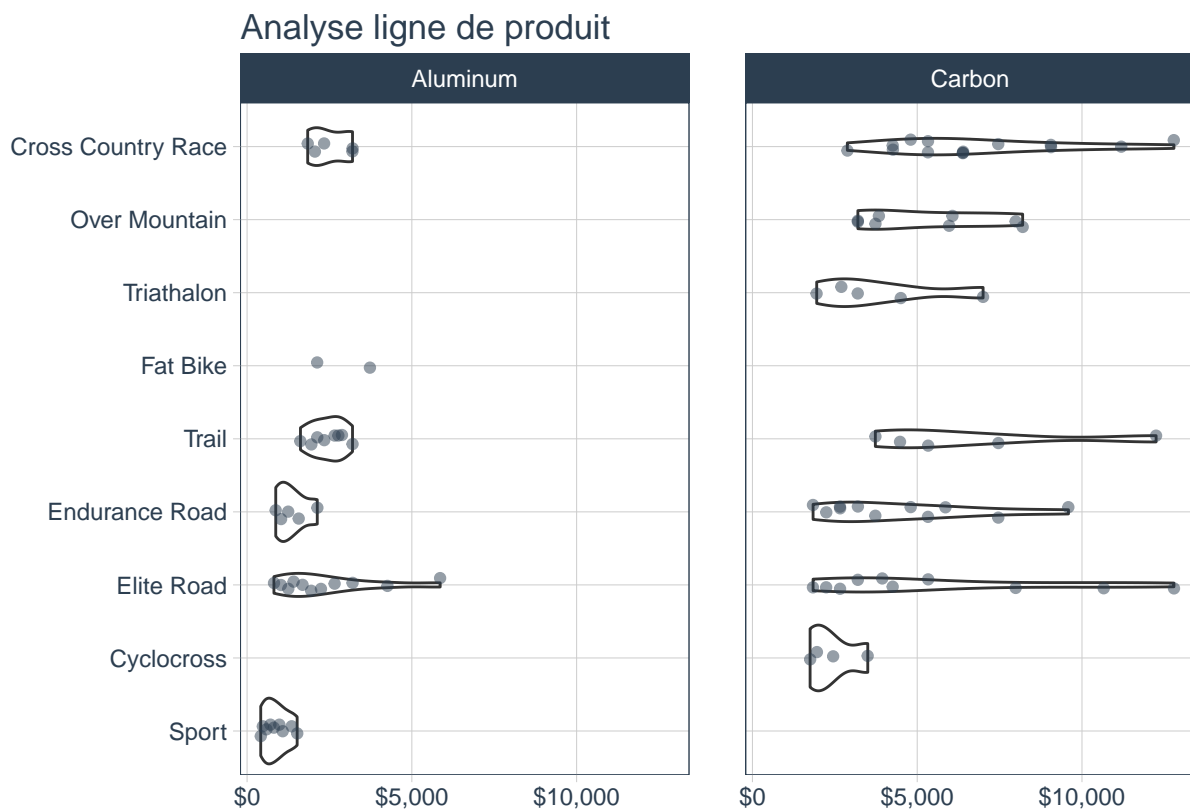 Analyse ligne de produit
Aluminum
Carbon
Cross Country Race
Over Mountain
Triathalon
Fat Bike
Trail
Endurance Road
Elite Road
Cyclocross
Sport
$0 $5,000 $10,000
$0 $5,000 $10,000